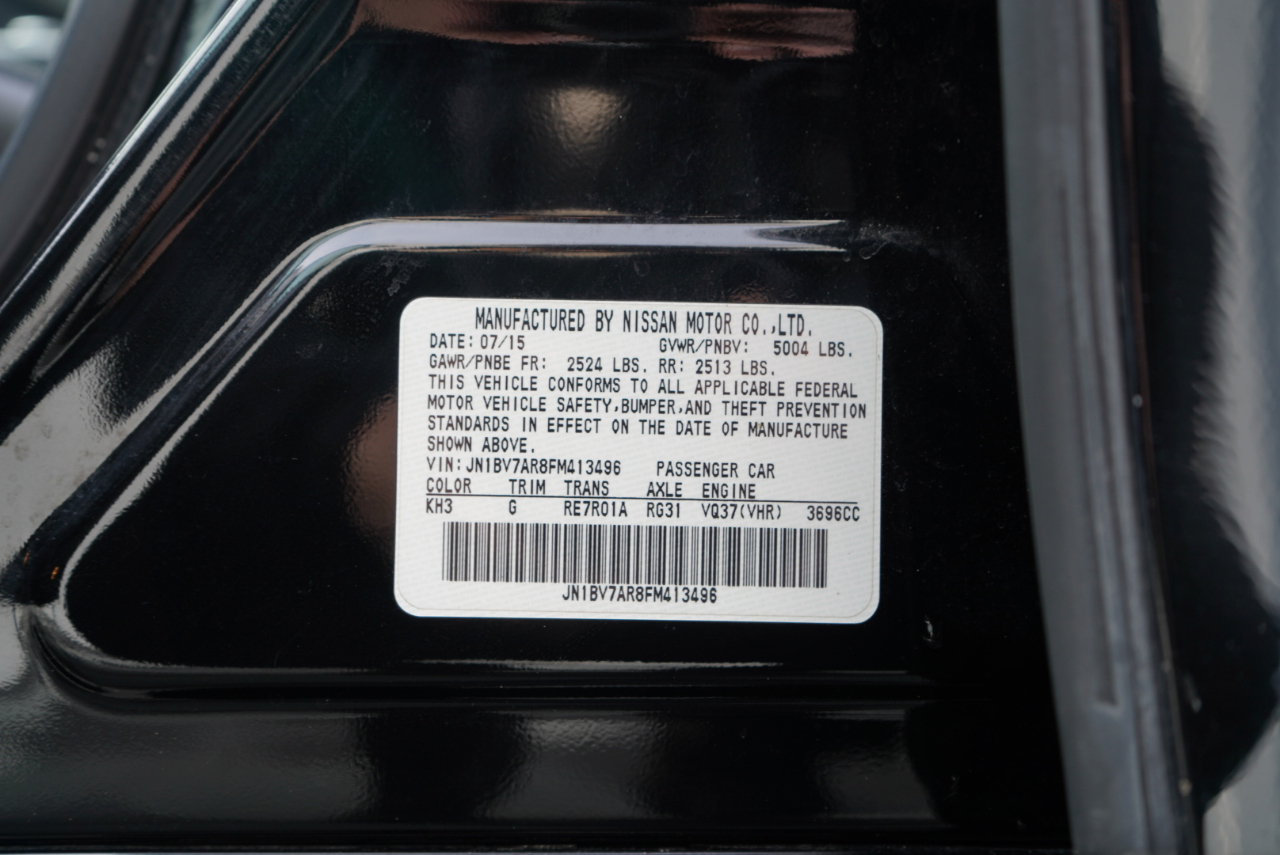 MANUFACTURED BY NISSAN MOTOR CO.,LTD.
DATE: 07/15 GVWR/PNBV: 5004 LBS.
GAWR/PNBE FR: 2524 LBS. RR: 2513 LBS.
THIS VEHICLE CONFORMS TO ALL APPLICABLE FEDERAL
MOTOR VEHICLE SAFETY,BUMPER,AND THEFT PREVENTION
STANDARDS IN EFFECT ON THE DATE OF MANUFACTURE
SHOWN ABOVE.
VIN: JN1BV7AR8FM413496 PASSENGER CAR
COLOR TRIM TRANS AXLE ENGINE
KH3 G RE7R01A RG31 VQ37(VHR) 3696CC
JN1BV7AR8FM413496